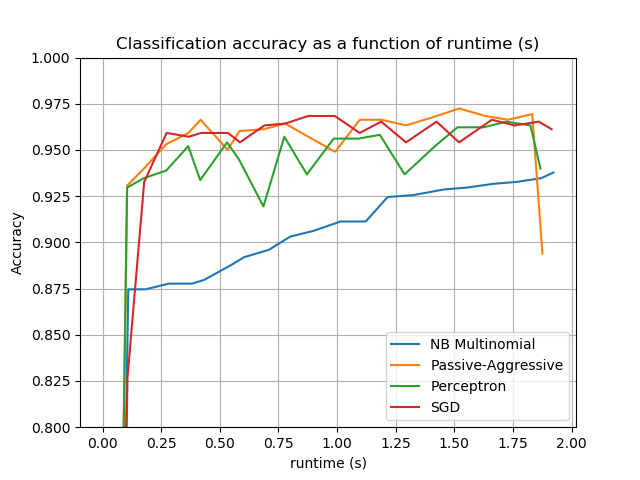 Classification accuracy as a function of runtime (s)
1.000
0.975
0.950
0.925
0.900
0.875
0.850
0.825
0.800
Accuracy
NB Multinomial
Passive-Aggressive
Perceptron
SGD
0.00 0.25 0.50 0.75 1.00 1.25 1.50 1.75 2.00
runtime (s)